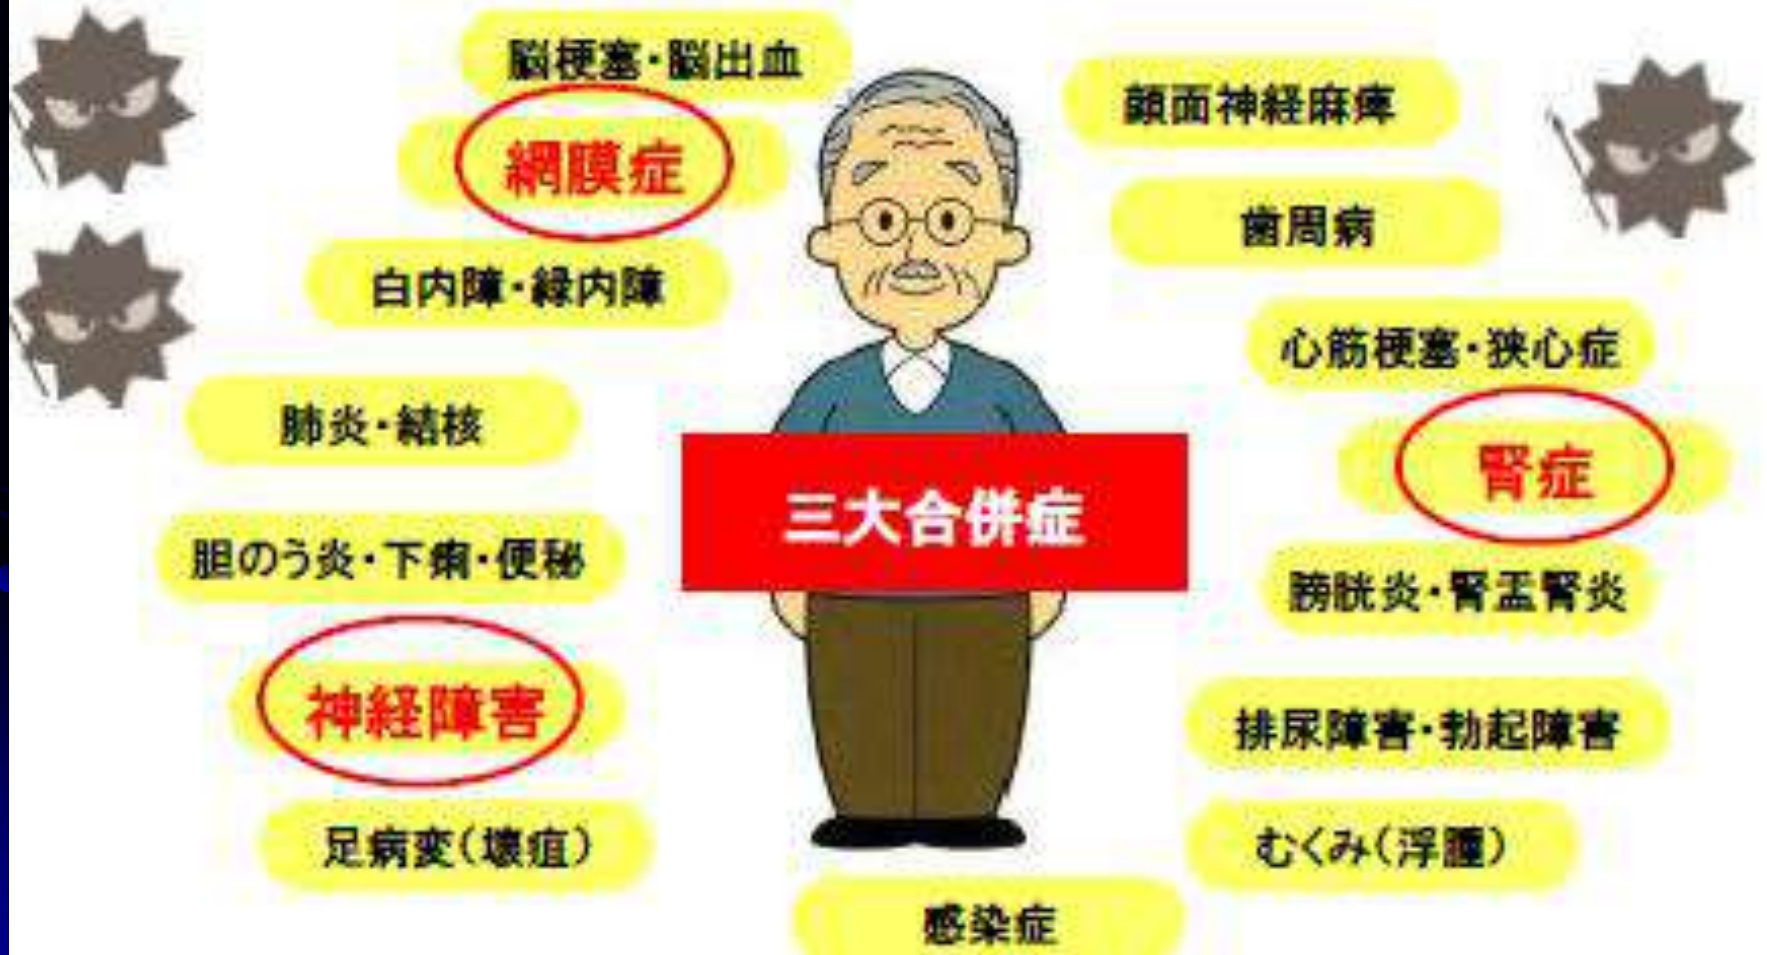 脳梗塞・脳出血
網膜症
白内障・緑内障
肺炎・結核
胆のう炎・下痢・便秘
神経障害
足病変(壊疽)
三大合併症
顔面神経麻痺
歯周病
心筋梗塞・狭心症
腎症
膀胱炎・腎盂腎炎
排尿障害・勃起障害
むくみ(浮腫)
感染症